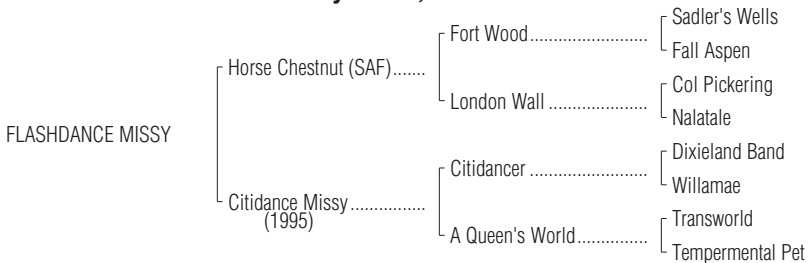 Sadler's Wells
Fort Wood..........................
Fall Aspen
Horse Chestnut (SAF).......
Col Pickering
London Wall ......................
Nalatale
FLASHDANCE MISSY
Dixieland Band
Citidancer ..........................
Willamae
Citidance Missy................
(1995)
Transworld
A Queen's World...............
Tempermental Pet